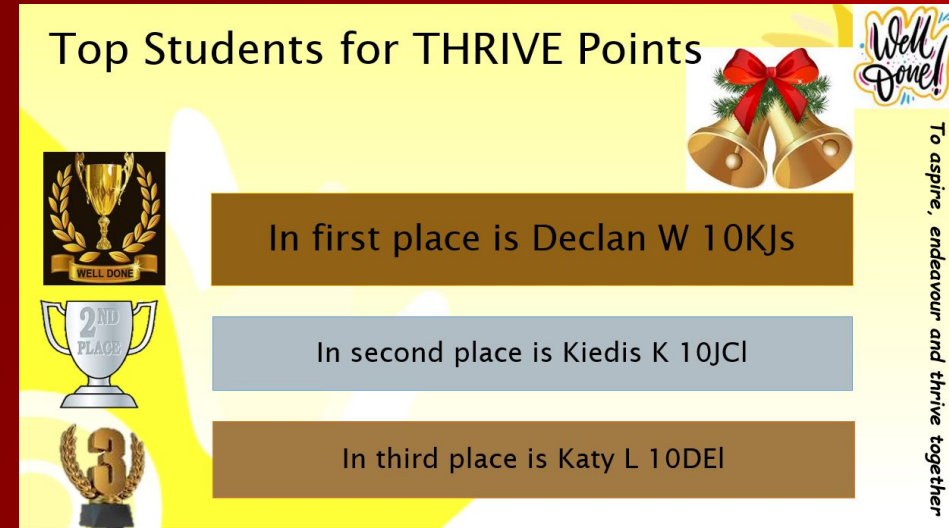 Top Students for THRIVE Points
Well Done!
WELL DONE
In first place is Declan W 10KJs
2ND
PLACE
In second place is Kiedis K 10JCl
3
In third place is Katy L 10DEl
To aspire, endeavour and thrive together